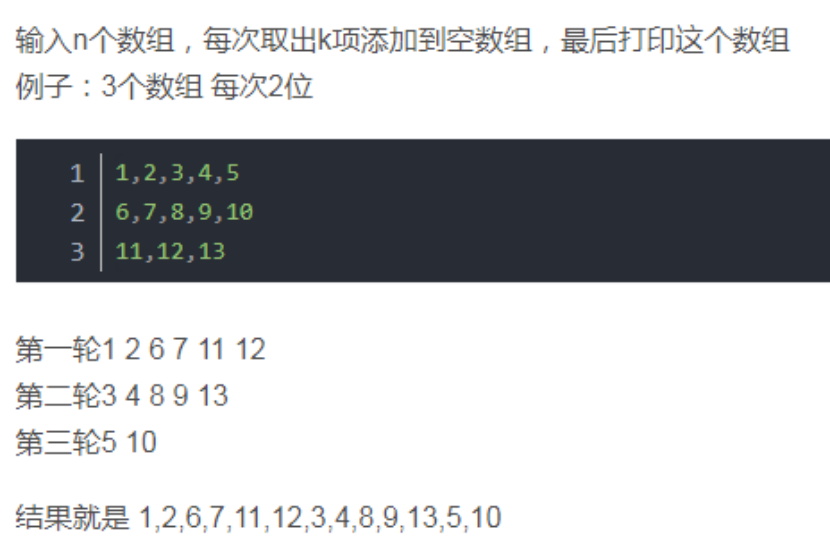 输入n个数组，每次取出k项添加到空数组，最后打印这个数组
例子：3个数组 每次2位
1 1,2,3,4,5
2 6,7,8,9,10
3 11,12,13
第一轮1 2 6 7 11 12
第二轮3 4 8 9 13
第三轮5 10
结果就是 1,2,6,7,11,12,3,4,8,9,13,5,10